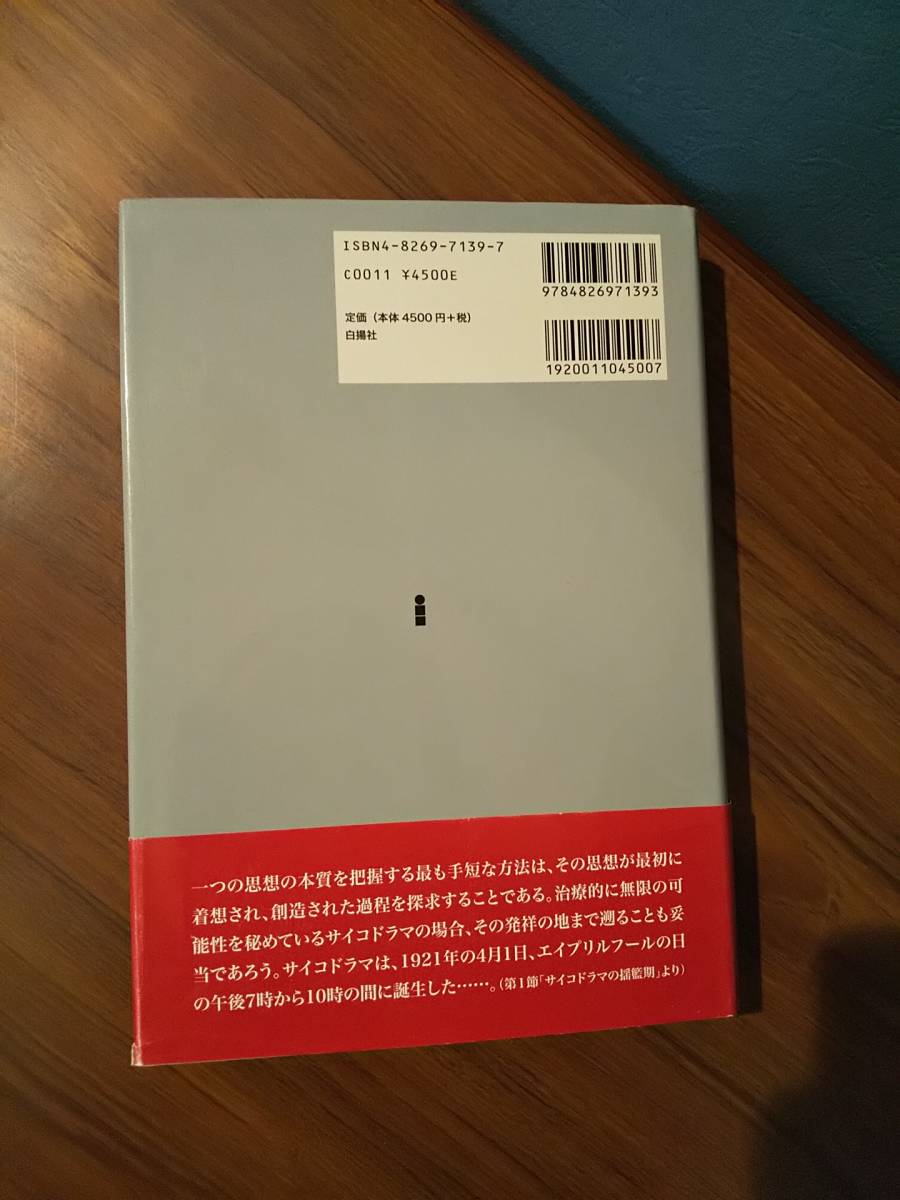 ISBN4-8269-7139-7
C0011 ¥4500E
定価（本体4500円＋税）
白揚社
9784826971393
1920011045007
一つの思想の本質を把握する最も手短な方法は、その思想が最初に
着想され、創造された過程を探求することである。治療的に無限の可
能性を秘めているサイコドラマの場合、その発祥の地まで遡ることも妥
当であろう。サイコドラマは、1921年の4月1日、エイプリルフールの日
の午後7時から10時の間に誕生した……。（第1節「サイコドラマの揺籃期」より）